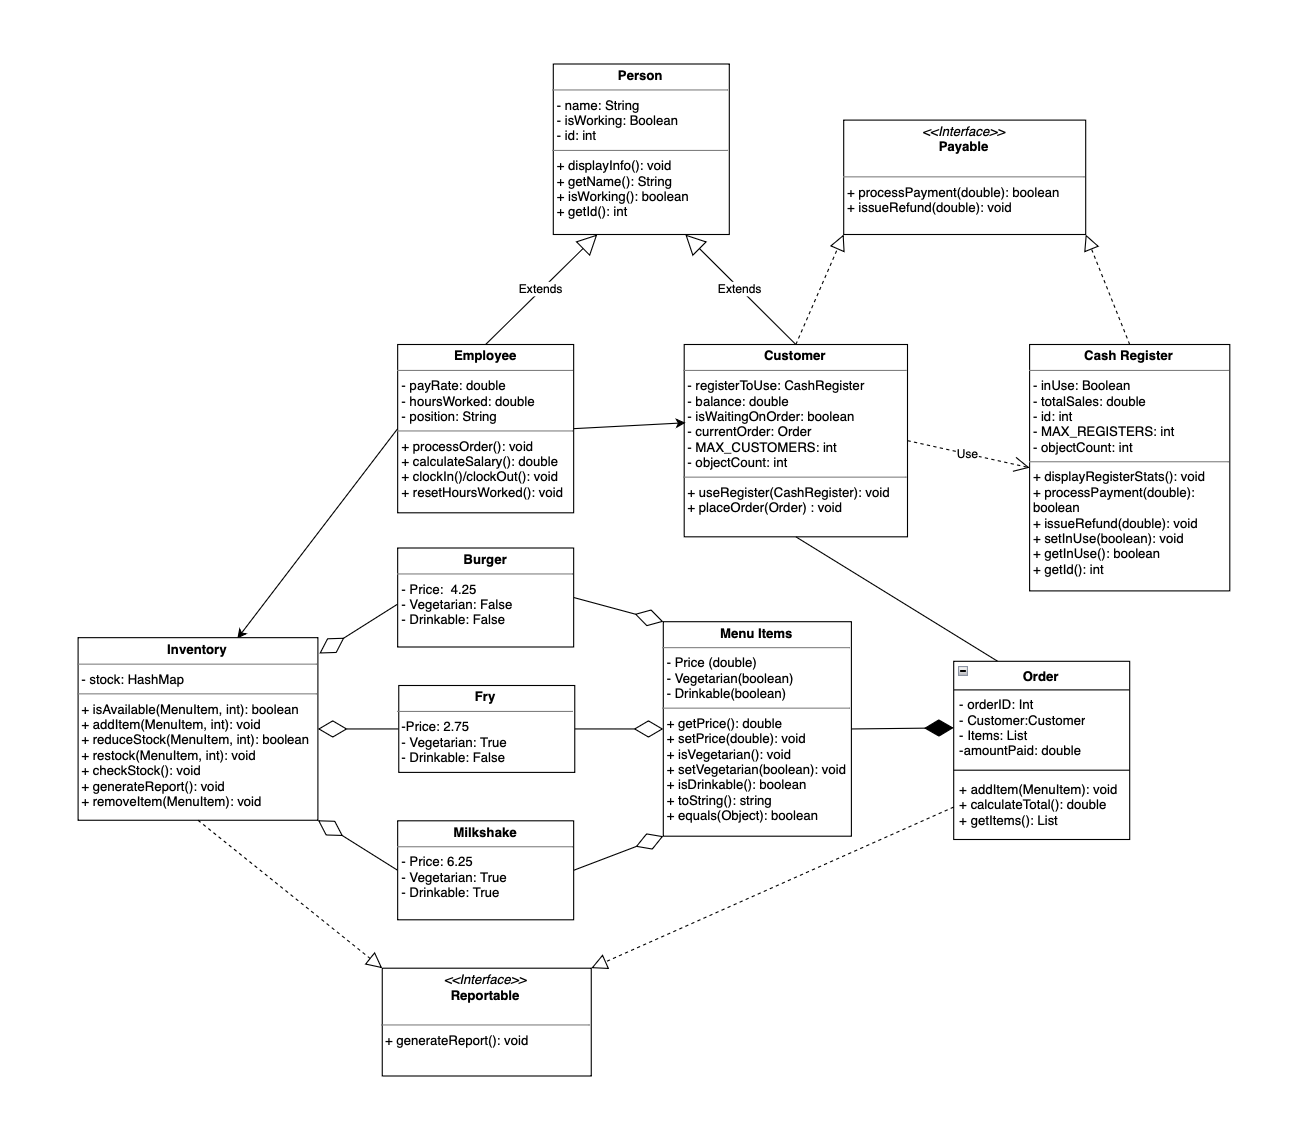 Person
- name: String
- isWorking: Boolean
- id: int
+ displayInfo(): void
+ getName(): String
+ isWorking(): boolean
+ getId(): int
<<Interface>>
Payable
+ processPayment(double): boolean
+ issueRefund(double): void
Extends
Extends
Employee
- payRate: double
- hoursWorked: double
- position: String
+ processOrder(): void
+ calculateSalary(): double
+ clockIn()/clockOut(): void
+ resetHoursWorked(): void
Customer
- registerToUse: CashRegister
- balance: double
- isWaitingOnOrder: boolean
- currentOrder: Order
- MAX_CUSTOMERS: int
- objectCount: int
+ useRegister(CashRegister): void
+ placeOrder(Order) : void
Use
Cash Register
- inUse: Boolean
- totalSales: double
- id: int
- MAX_REGISTERS: int
- objectCount: int
+ displayRegisterStats(): void
+ processPayment(double):
boolean
+ issueRefund(double): void
+ setInUse(boolean): void
+ getInUse(): boolean
+ getId(): int
Burger
- Price:  4.25
- Vegetarian: False
- Drinkable: False
Inventory
- stock: HashMap
+ isAvailable(MenuItem, int): boolean
+ addItem(MenuItem, int): void
+ reduceStock(MenuItem, int): boolean
+ restock(MenuItem, int): void
+ checkStock(): void
+ generateReport(): void
+ removeItem(MenuItem): void
Fry
-Price: 2.75
- Vegetarian: True
- Drinkable: False
Menu Items
- Price (double)
- Vegetarian(boolean)
- Drinkable(boolean)
+ getPrice(): double
+ setPrice(double): void
+ isVegetarian(): void
+ setVegetarian(boolean): void
+ isDrinkable(): boolean
+ toString(): string
+ equals(Object): boolean
Order
- orderID: Int
- Customer:Customer
- Items: List
-amountPaid: double
+ addItem(MenuItem): void
+ calculateTotal(): double
+ getItems(): List
Milkshake
- Price: 6.25
- Vegetarian: True
- Drinkable: True
<<Interface>>
Reportable
+ generateReport(): void